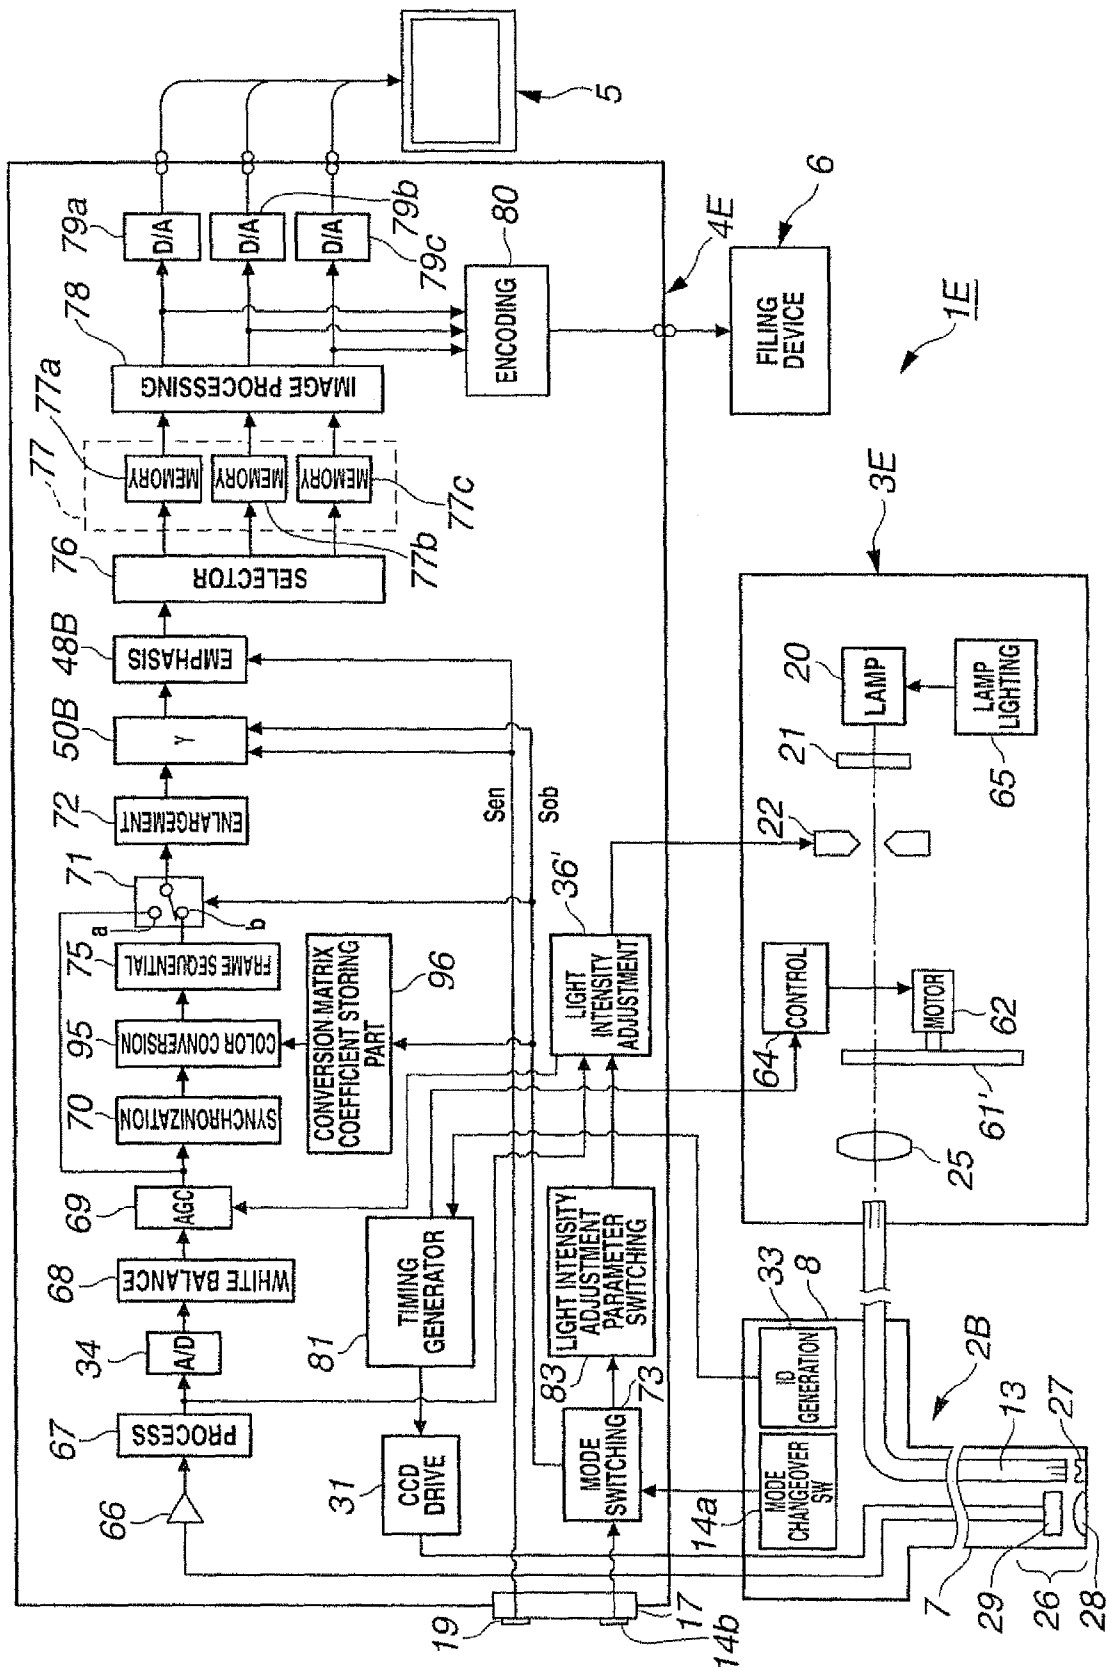 79a
D/A
79b
D/A
79c
D/A
5
78
IMAGE PROCESSING
80
ENCODING
4E
6
FILING
DEVICE
1E
77
77a
MEMORY
77b
MEMORY
77c
MEMORY
76
SELECTOR
48B
EMPHASIS
50B
γ
72
ENLARGEMENT
71
a
b
75
FRAME SEQUENTIAL
95
COLOR CONVERSION
70
SYNCHRONIZATION
69
AGC
68
WHITE BALANCE
34
A/D
67
PROCESS
66
Sen
Sob
96
CONVERSION MATRIX
COEFFICIENT STORING
PART
36'
LIGHT
INTENSITY
ADJUSTMENT
81
TIMING
GENERATOR
83
LIGHT INTENSITY
ADJUSTMENT
PARAMETER
SWITCHING
31
CCD
DRIVE
73
MODE
SWITCHING
19
17
14b
3E
20
LAMP
LAMP
LIGHTING
65
21
22
CONTROL
64
MOTOR
62
61'
25
33
ID
GENERATION
8
14a
MODE
CHANGEOVER
SW
2B
7
13
27
29
26
28